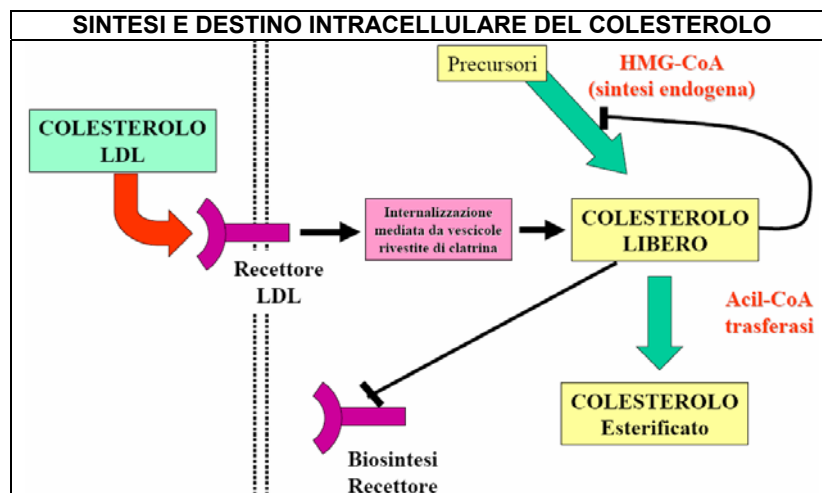 SINTESI E DESTINO INTRACELLULARE DEL COLESTEROLO
Precursori
HMG-CoA
(sintesi endogena)
COLESTEROLO
LDL
Internalizzazione
mediata da vescicole
rivestite di clatrina
COLESTEROLO
LIBERO
Recettore
LDL
Acil-CoA
trasferasi
COLESTEROLO
Esterificato
Biosintesi
Recettore